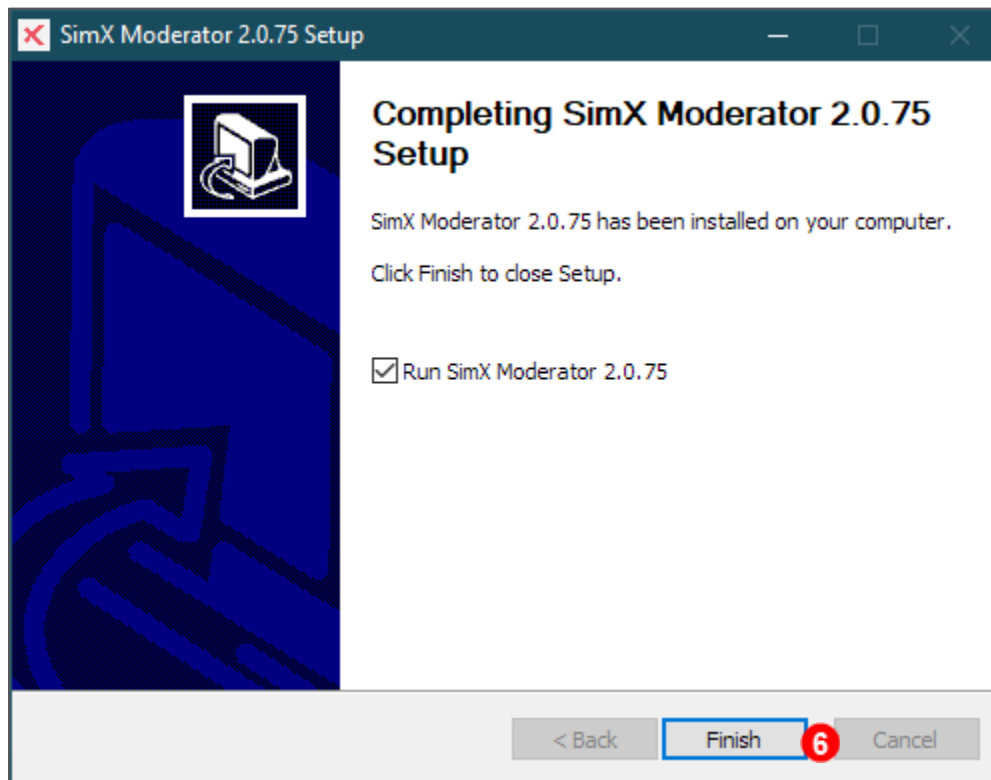 SimX Moderator 2.0.75 Setup
Completing SimX Moderator 2.0.75
Setup
SimX Moderator 2.0.75 has been installed on your computer.
Click Finish to close Setup.
Run SimX Moderator 2.0.75
< Back Finish 6 Cancel